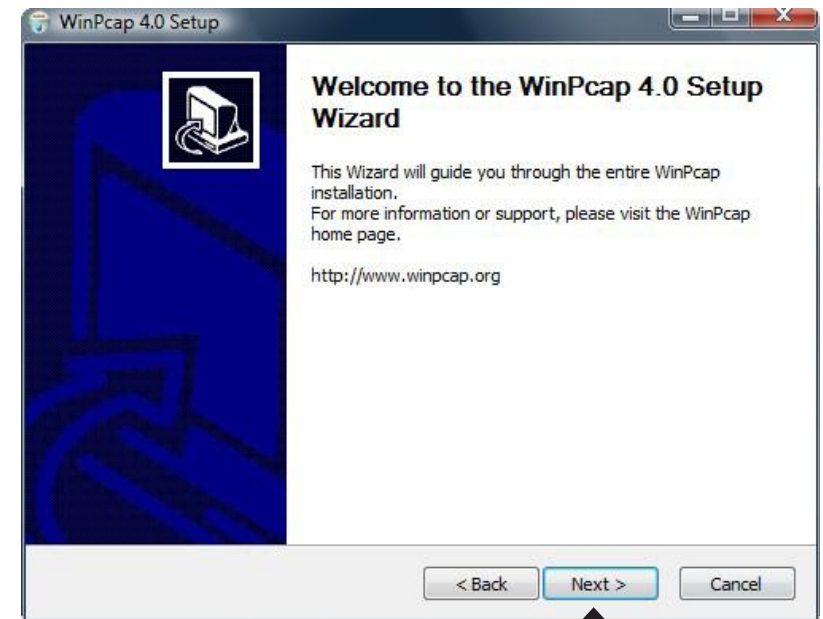 WinPcap 4.0 Setup
Welcome to the WinPcap 4.0 Setup
Wizard
This Wizard will guide you through the entire WinPcap
installation.
For more information or support, please visit the WinPcap
home page.
http://www.winpcap.org
< Back Next > Cancel